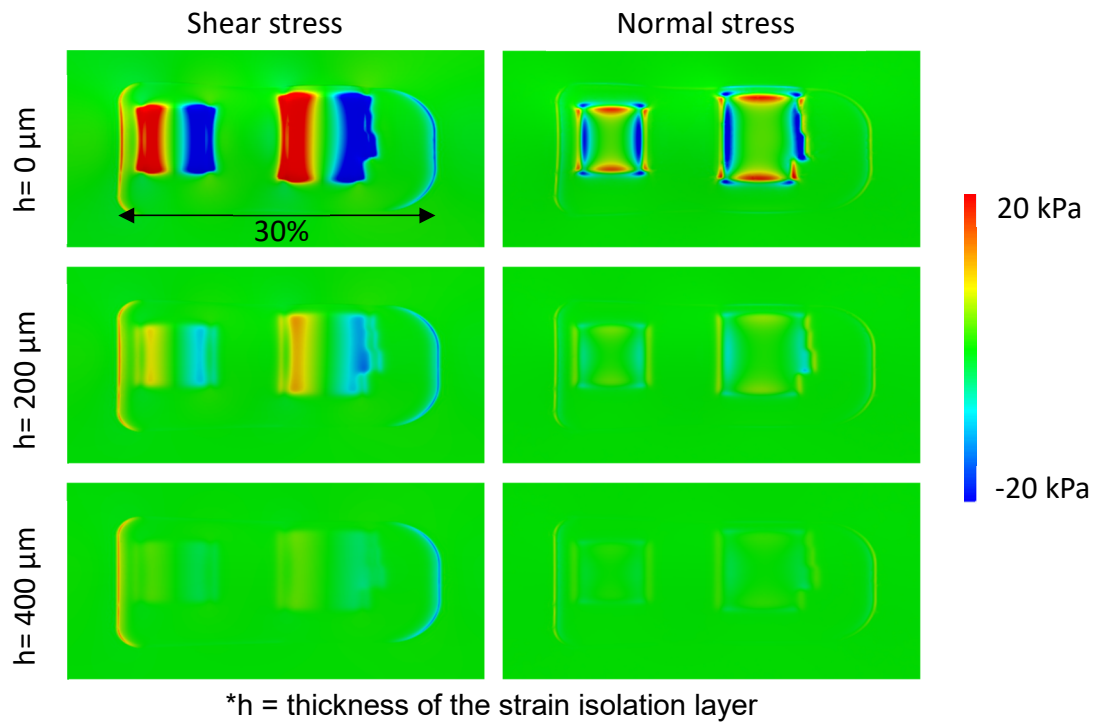 Shear stress
Normal stress
h= 0 µm
30%
20 kPa
-20 kPa
h= 200 µm
h= 400 µm
*h = thickness of the strain isolation layer